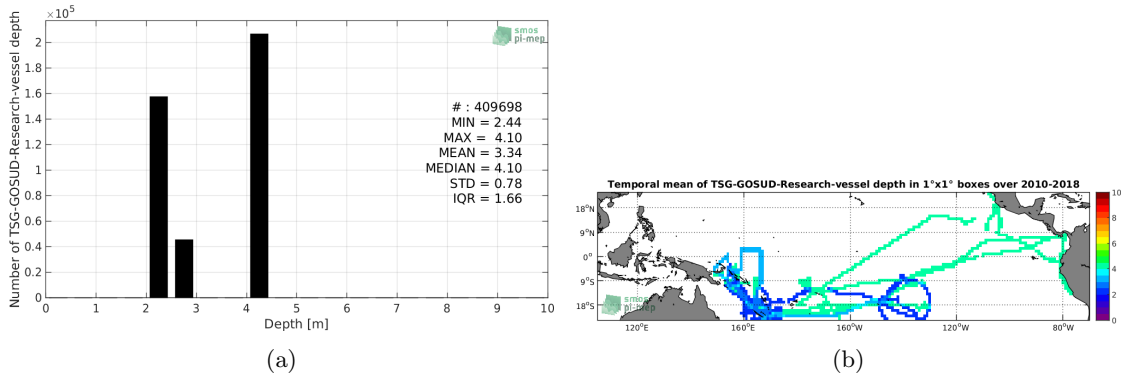 ×10⁵
2
1.8
1.6
1.4
1.2
1
0.8
0.6
0.4
0.2
0
0 1 2 3 4 5 6 7 8 9 10
Number of TSG-GOSUD-Research-vessel depth
Depth [m]
smos
pi-mep
# : 409698
MIN = 2.44
MAX = 4.10
MEAN = 3.34
MEDIAN = 4.10
STD = 0.78
IQR = 1.66
(a)
Temporal mean of TSG-GOSUD-Research-vessel depth in 1°x1° boxes over 2010-2018
18°N
9°N
0°
9°S
18°S
120°E 160°E 160°W 120°W 80°W
smos
pi-mep
10
8
6
4
2
0
(b)